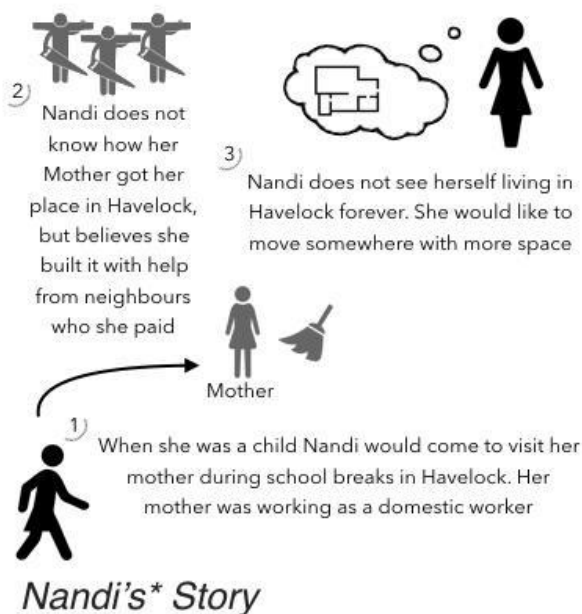 2)
Nandi does not
know how her
Mother got her
place in Havelock,
but believes she
built it with help
from neighbours
who she paid
3
Nandi does not see herself living in
Havelock forever. She would like to
move somewhere with more space
Mother
1)
When she was a child Nandi would come to visit her
mother during school breaks in Havelock. Her
mother was working as a domestic worker
Nandi's* Story